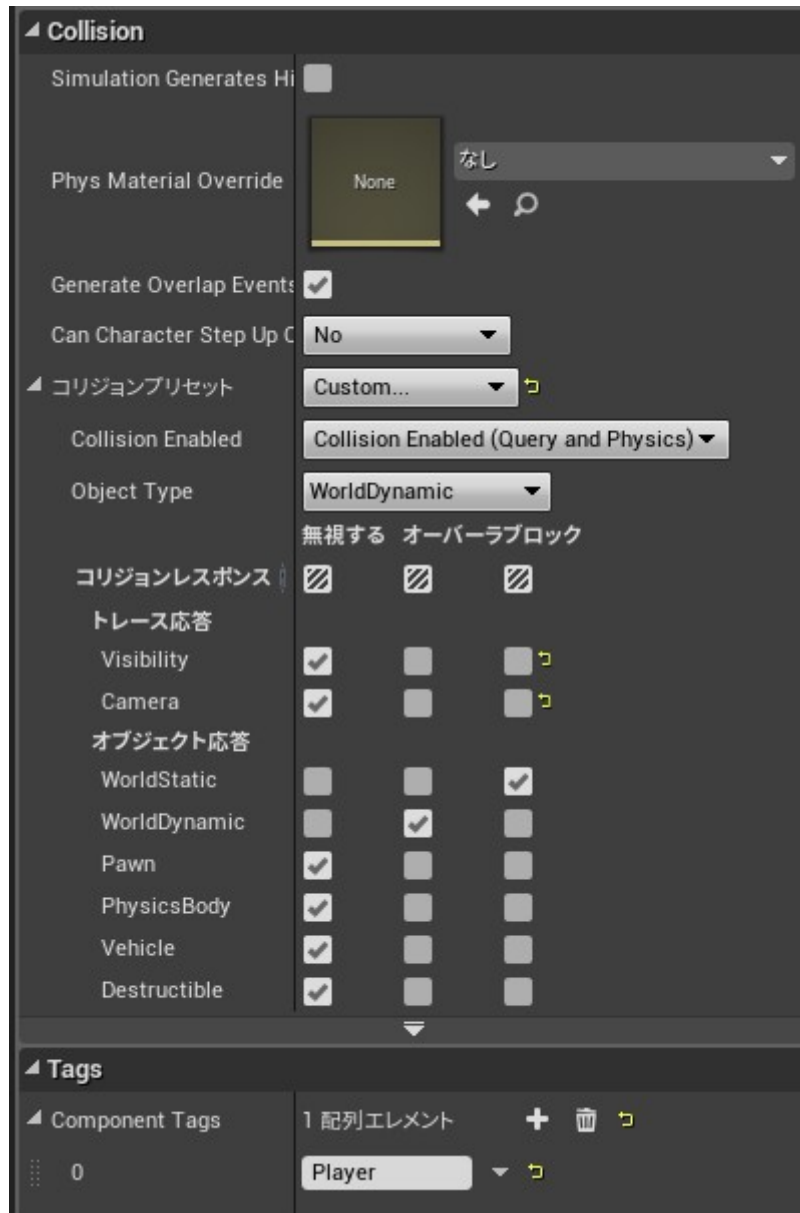 Collision
Simulation Generates Hi
Phys Material Override
None
なし
Generate Overlap Events
Can Character Step Up C
No
コリジョンプリセット
Custom...
Collision Enabled
Collision Enabled (Query and Physics)
Object Type
WorldDynamic
無視する オーバーラブロック
コリジョンレスポンス
トレース応答
Visibility
Camera
オブジェクト応答
WorldStatic
WorldDynamic
Pawn
PhysicsBody
Vehicle
Destructible
Tags
Component Tags
1 配列エレメント
0
Player